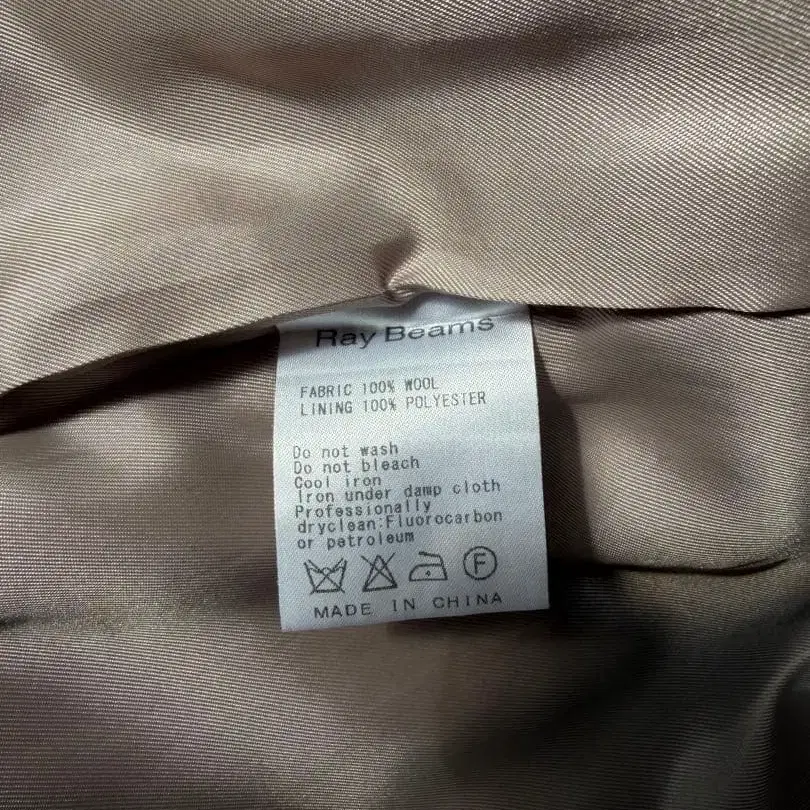 Ray Beams
FABRIC 100% WOOL
LINING 100% POLYESTER
Do not wash
Do not bleach
Cool iron
Iron under damp cloth
Professionally
dryclean:Fluorocarbon
or petroleum
F
MADE IN CHINA